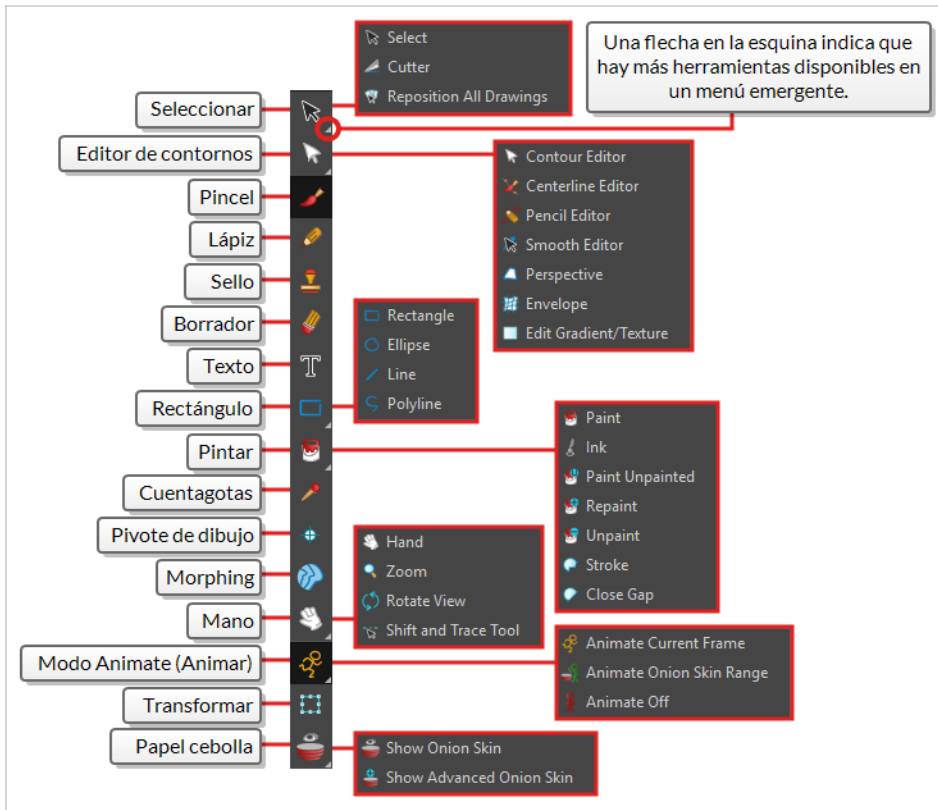 Select
Cutter
Reposition All Drawings
Una flecha en la esquina indica que
hay más herramientas disponibles en
un menú emergente.
Seleccionar
Editor de contornos
Contour Editor
Centerline Editor
Pencil Editor
Smooth Editor
Perspective
Envelope
Edit Gradient/Texture
Pincel
Lápiz
Sello
Borrador
Texto
Rectángulo
Rectangle
Ellipse
Line
Polyline
Pintar
Paint
Ink
Paint Unpainted
Repaint
Unpaint
Stroke
Close Gap
Cuentagotas
Pivote de dibujo
Morphing
Mano
Hand
Zoom
Rotate View
Shift and Trace Tool
Modo Animate (Animar)
Animate Current Frame
Animate Onion Skin Range
Animate Off
Transformar
Papel cebolla
Show Onion Skin
Show Advanced Onion Skin